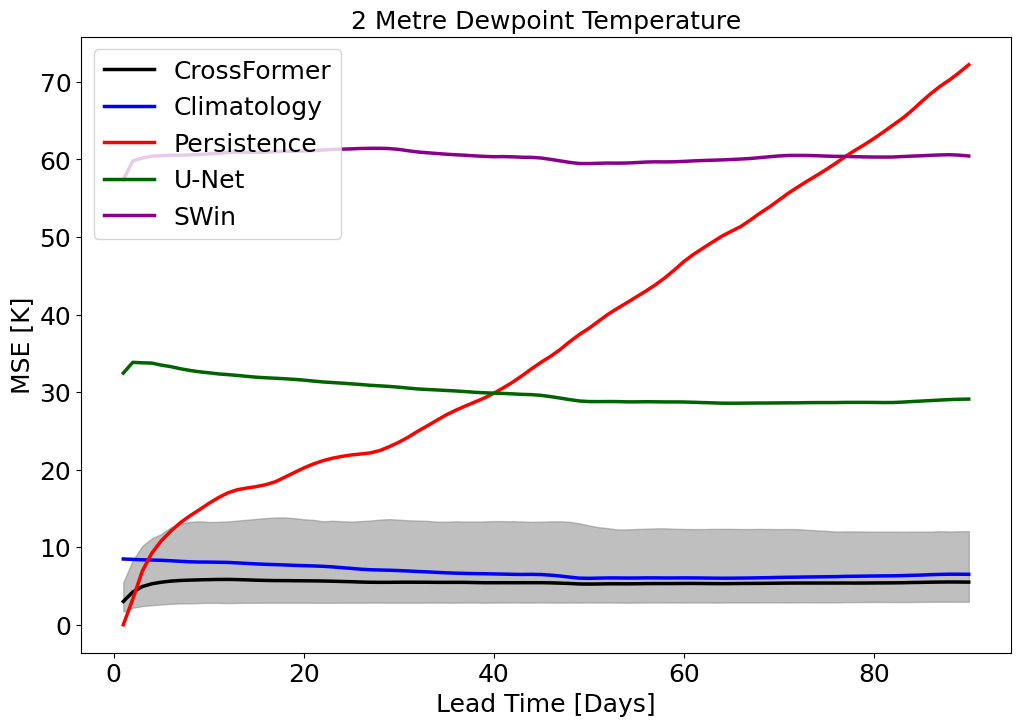 2 Metre Dewpoint Temperature
CrossFormer
Climatology
Persistence
U-Net
SWin
MSE [K]
70
60
50
40
30
20
10
0
0 20 40 60 80
Lead Time [Days]